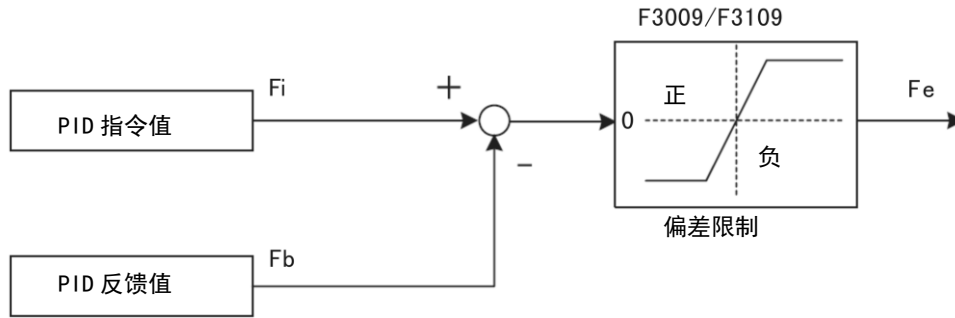 F3009/F3109
Fi
Fe
+
正
PID 指令值
0
-
负
偏差限制
Fb
PID 反馈值